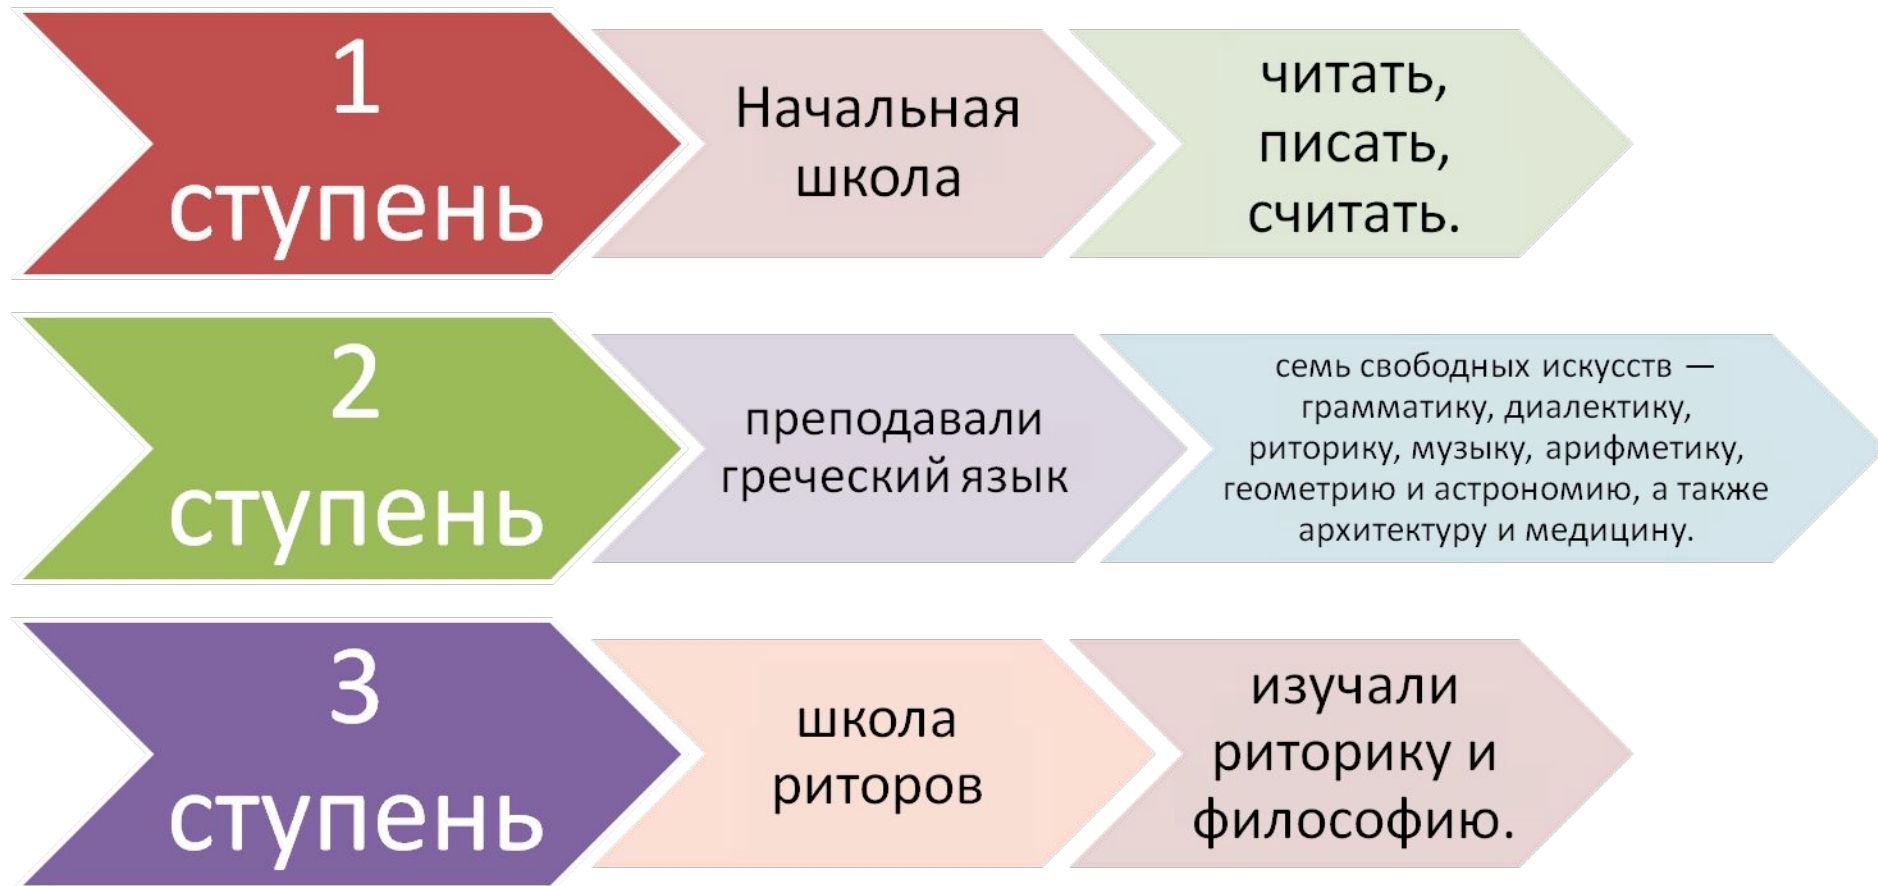 1
ступень
Начальная
школа
читать,
писать,
считать.
2
ступень
преподавали
греческий язык
семь свободных искусств —
грамматику, диалектику,
риторику, музыку, арифметику,
геометрию и астрономию, а также
архитектуру и медицину.
3
ступень
школа
риторов
изучали
риторику и
философию.